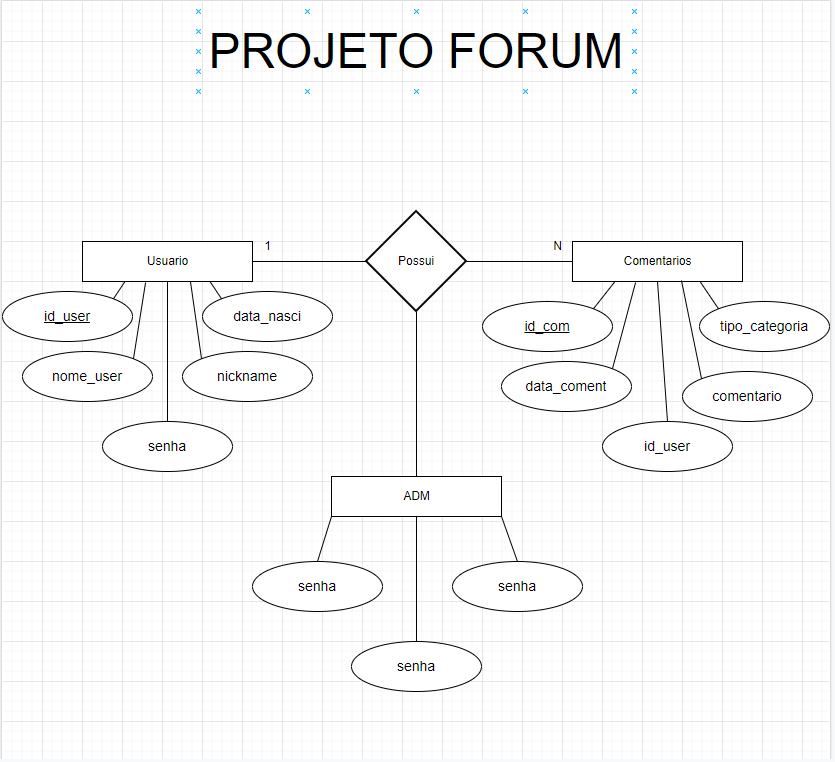 PROJETO FORUM
1
N
Usuario
Possui
Comentarios
id_user
data_nasci
id_com
tipo_categoria
nome_user
nickname
data_coment
comentario
senha
id_user
ADM
senha
senha
senha